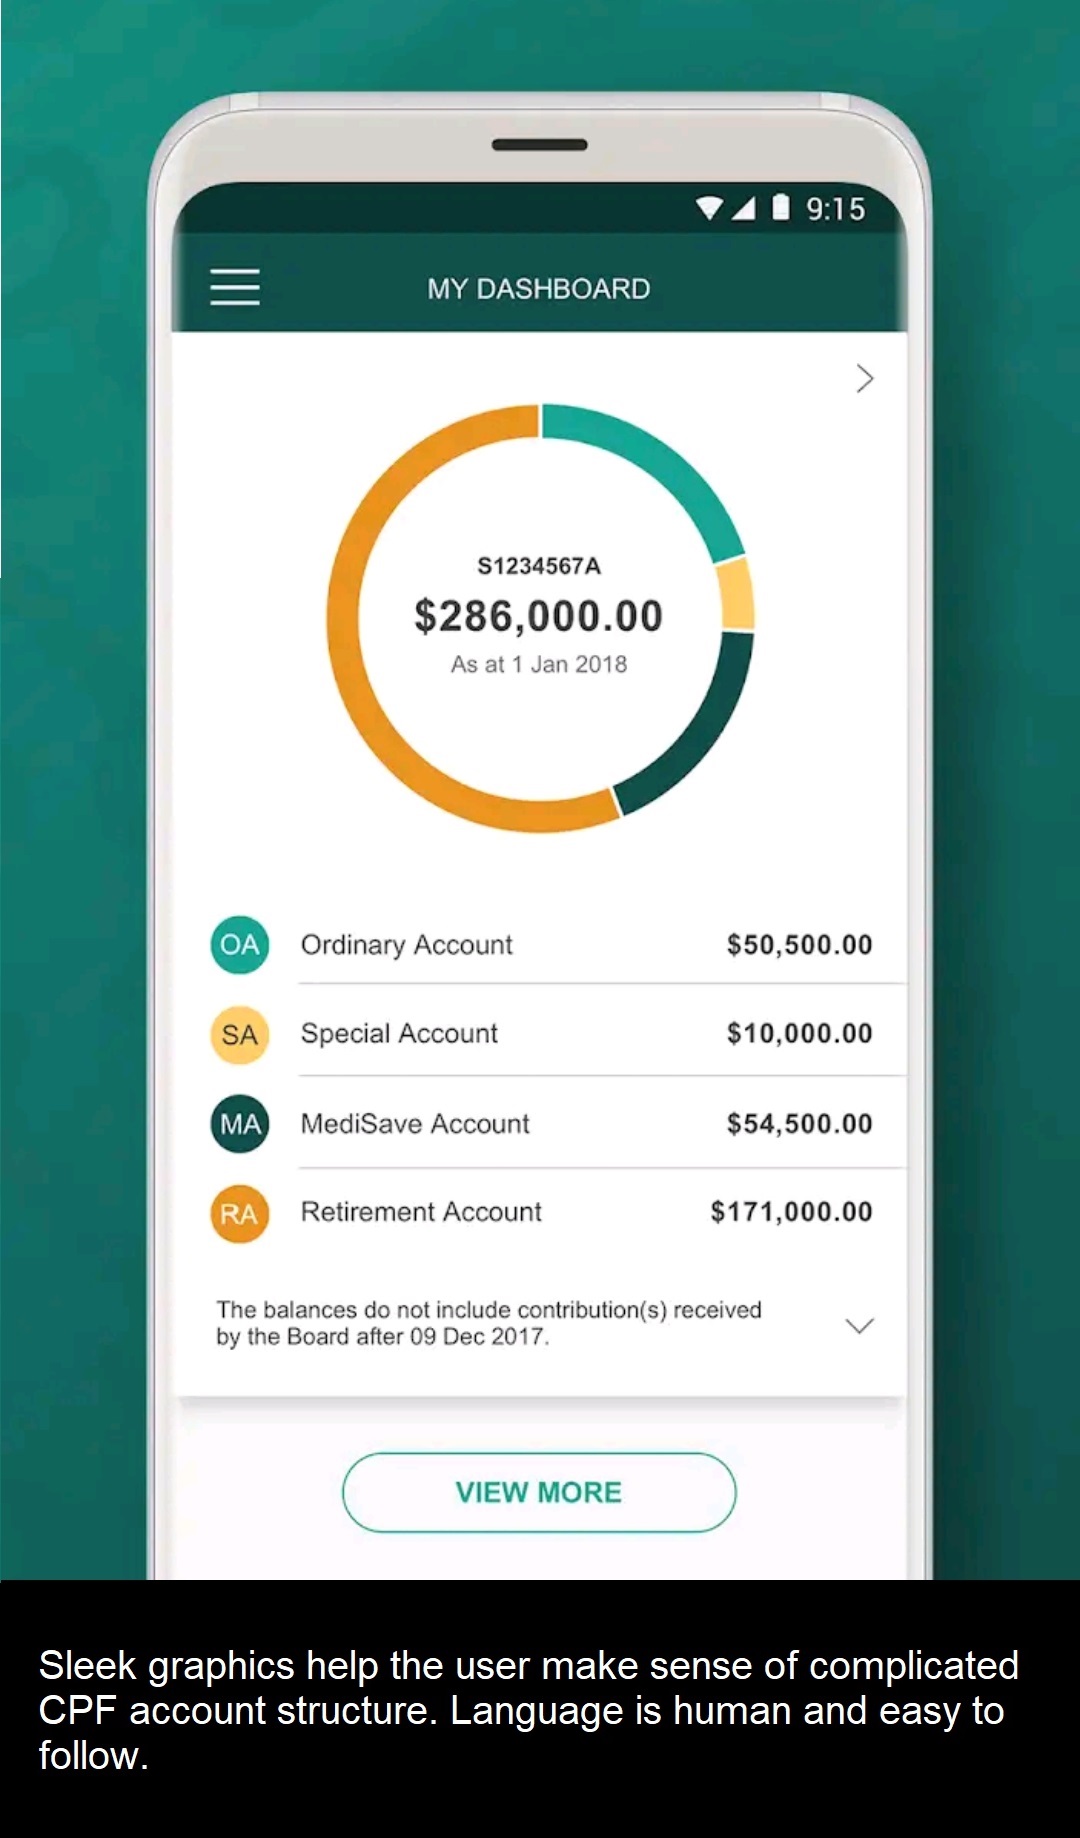 9:15
MY DASHBOARD
S1234567A
$286,000.00
As at 1 Jan 2018
OA Ordinary Account $50,500.00
SA Special Account $10,000.00
MA MediSave Account $54,500.00
RA Retirement Account $171,000.00
The balances do not include contribution(s) received
by the Board after 09 Dec 2017.
VIEW MORE
Sleek graphics help the user make sense of complicated
CPF account structure. Language is human and easy to
follow.